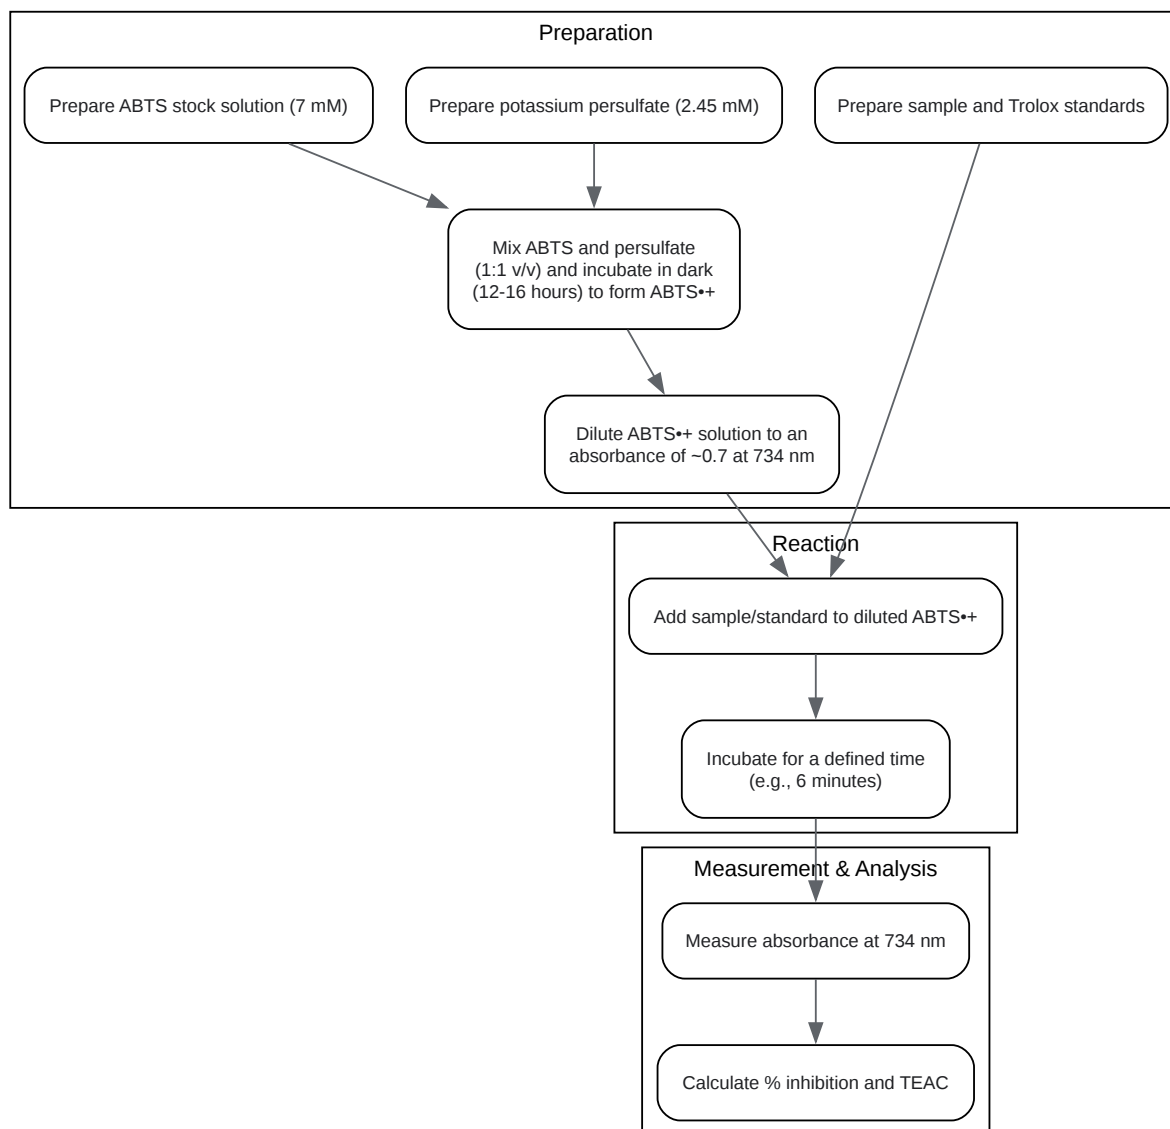 Preparation
Prepare ABTS stock solution (7 mM)
Prepare potassium persulfate (2.45 mM)
Prepare sample and Trolox standards
Mix ABTS and persulfate
(1:1 v/v) and incubate in dark
(12-16 hours) to form ABTS•+
Dilute ABTS•+ solution to an
absorbance of ~0.7 at 734 nm
Reaction
Add sample/standard to diluted ABTS•+
Incubate for a defined time
(e.g., 6 minutes)
Measurement & Analysis
Measure absorbance at 734 nm
Calculate % inhibition and TEAC